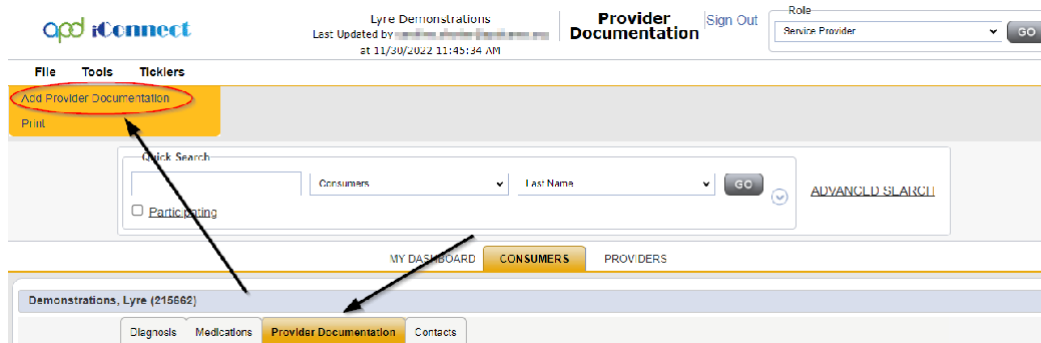 apd iConnect
Lyre Demonstrations
Last Updated by
at 11/30/2022 11:45:34 AM
Provider
Documentation
Sign Out
Role
Service Provider
GO
File Tools Ticklers
Add Provider Documentation
Print
Quick Search
Consumers
Last Name
GO
ADVANCED SEARCH
Participating
MY DASHBOARD CONSUMERS PROVIDERS
Demonstrations, Lyre (215662)
Diagnosis Medications Provider Documentation Contacts